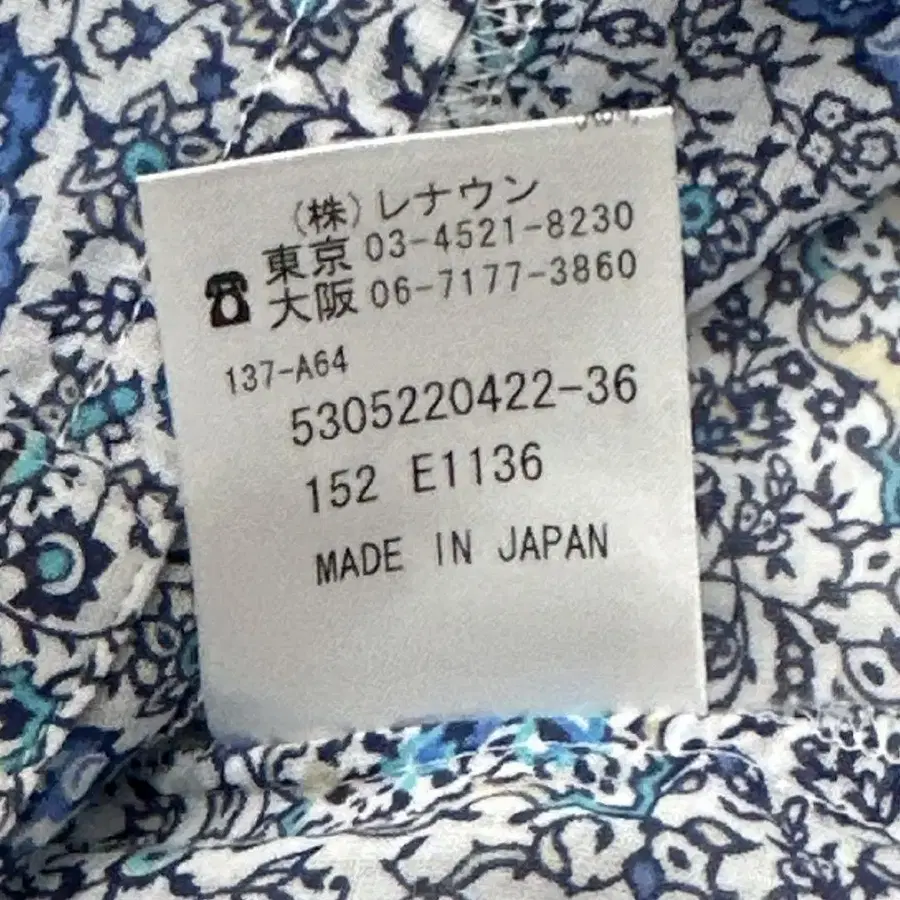 (株)レナウン
東京 03-4521-8230
☎ 大阪 06-7177-3860
137-A64
5305220422-36
152 E1136
MADE IN JAPAN